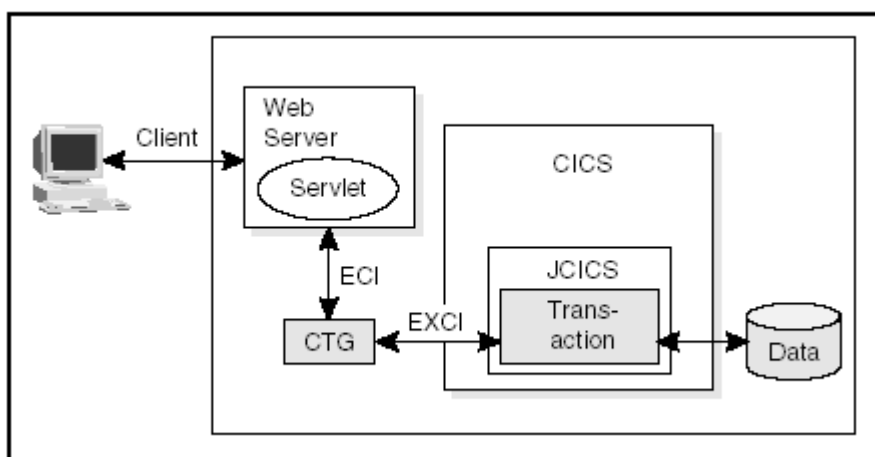 Client
Web
Server
Servlet
ECI
CTG
EXCI
CICS
JCICS
Trans-
action
Data